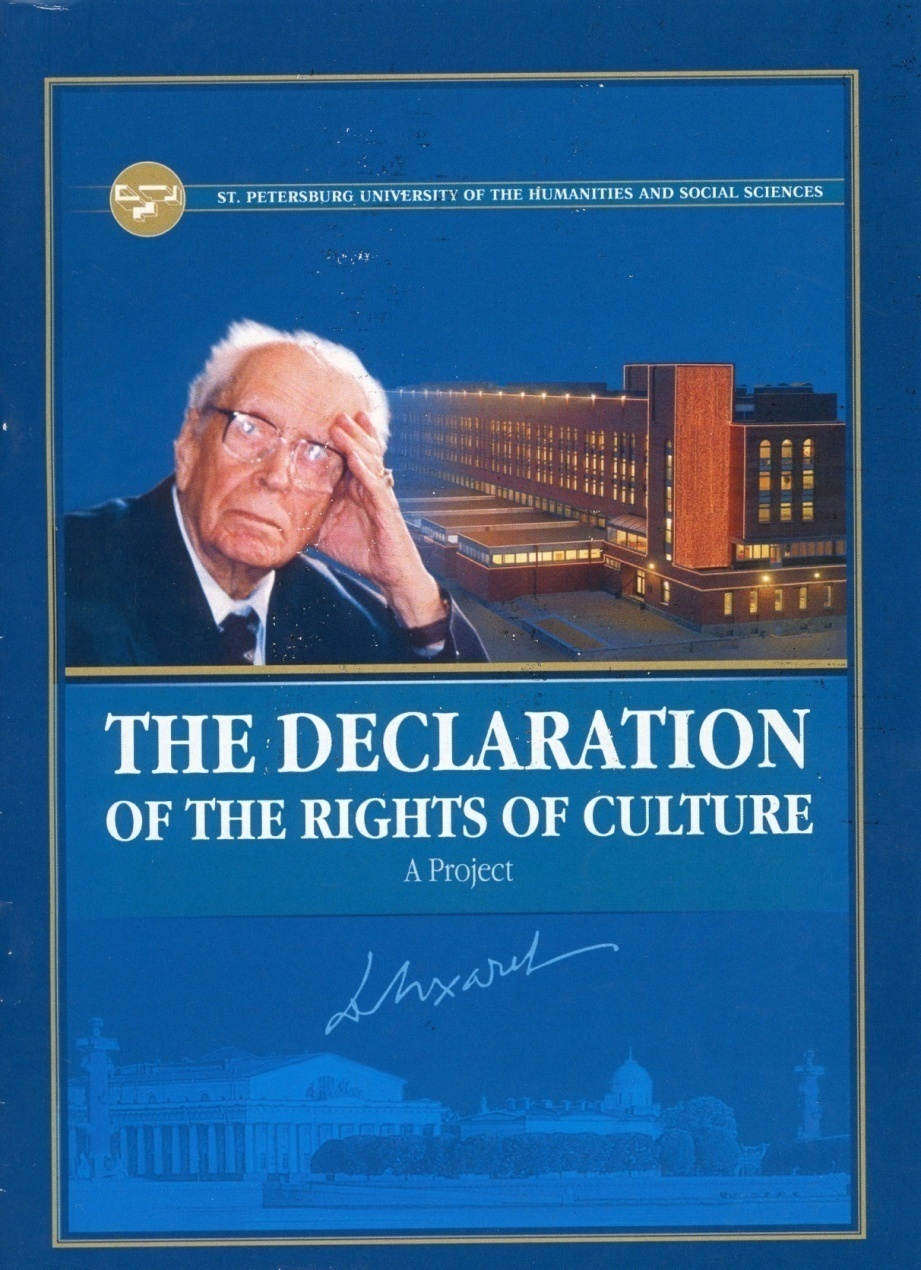 ST. PETERSBURG UNIVERSITY OF THE HUMANITIES AND SOCIAL SCIENCES
THE DECLARATION
OF THE RIGHTS OF CULTURE
A Project